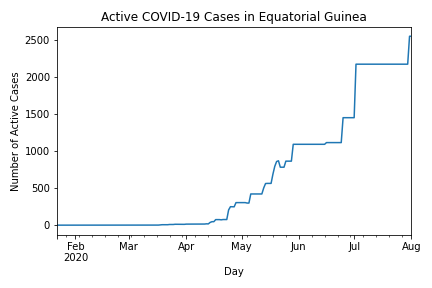 Active COVID-19 Cases in Equatorial Guinea
Number of Active Cases
2500
2000
1500
1000
500
0
Feb
2020
Mar
Apr
May
Jun
Jul
Aug
Day